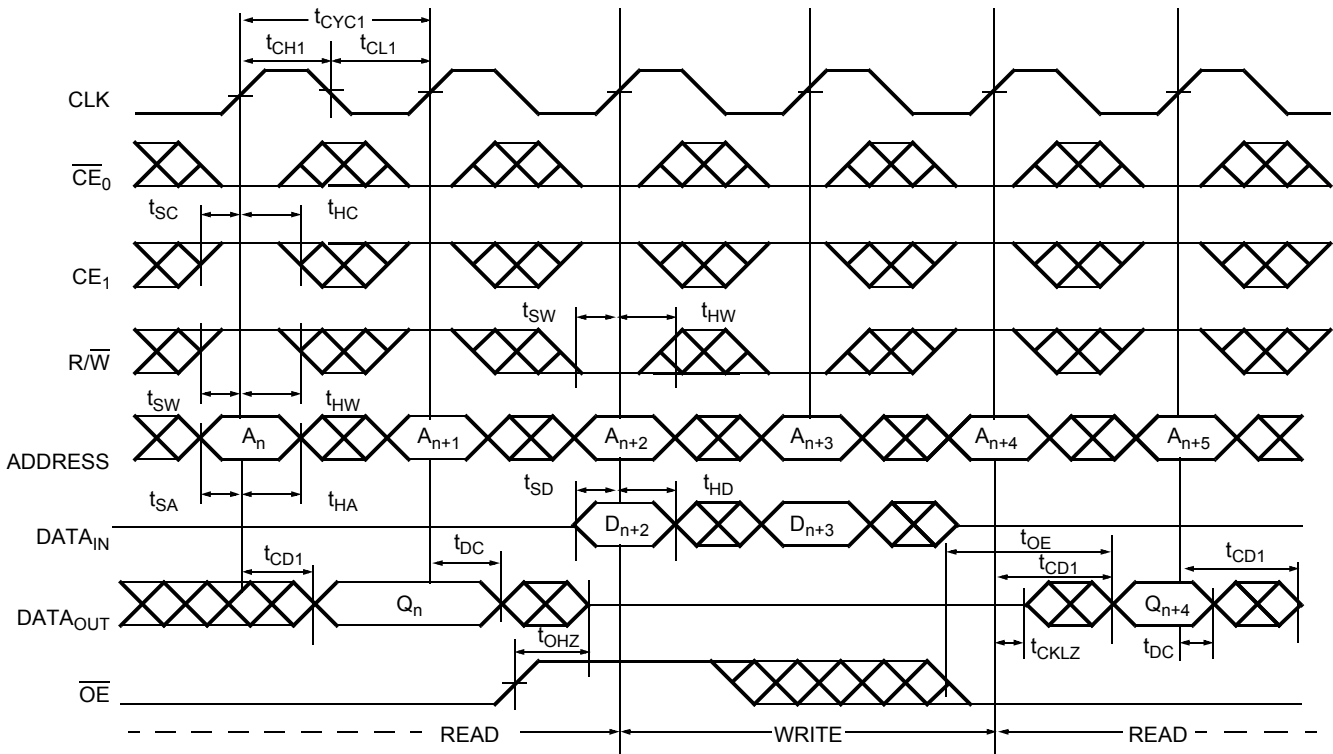 tCYC1
tCH1 tCL1
CLK
CE0
tSC tHC
CE1
tSW tHW
R/W
tSW tHW
An An+1 An+2 An+3 An+4 An+5
ADDRESS
tSA tHA tSD tHD
Dn+2 Dn+3
DATAIN
tOE
tCD1 tDC tCD1 tCD1
Qn Qn+4
DATAOUT
tOHZ tCKLZ tDC
OE
READ WRITE READ